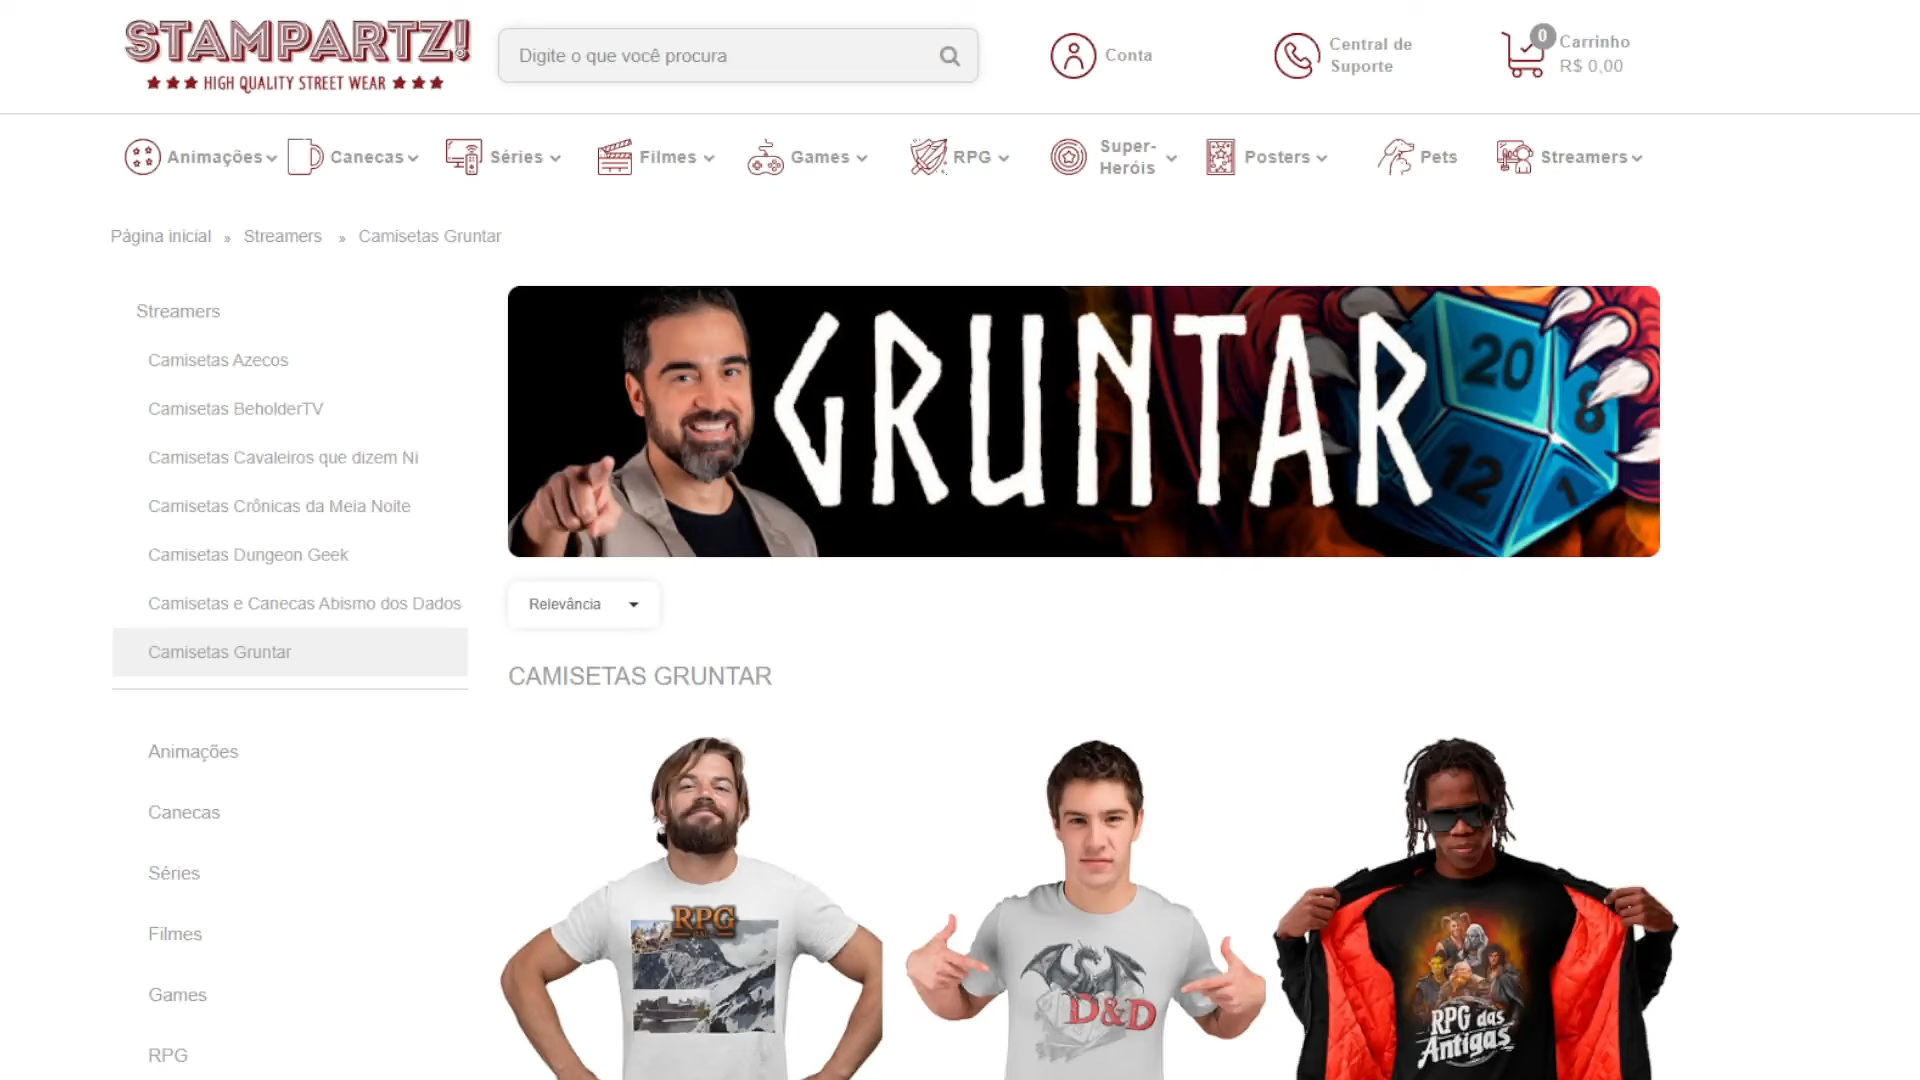 STAMPARTZ!
HIGH QUALITY STREET WEAR
Digite o que você procura
Conta
Central de
Suporte
0
Carrinho
R$ 0,00
Animações
Canecas
Séries
Filmes
Games
RPG
Super-
Heróis
Posters
Pets
Streamers
Página inicial » Streamers » Camisetas Gruntar
Streamers
Camisetas Azecos
Camisetas BeholderTV
Camisetas Cavaleiros que dizem Ni
Camisetas Crônicas da Meia Noite
Camisetas Dungeon Geek
Camisetas e Canecas Abismo dos Dados
Camisetas Gruntar
Animações
Canecas
Séries
Filmes
Games
RPG
GRUNTAR
20
8
12
1
Relevância
CAMISETAS GRUNTAR
RPG
D&D
RPG das
Antigas